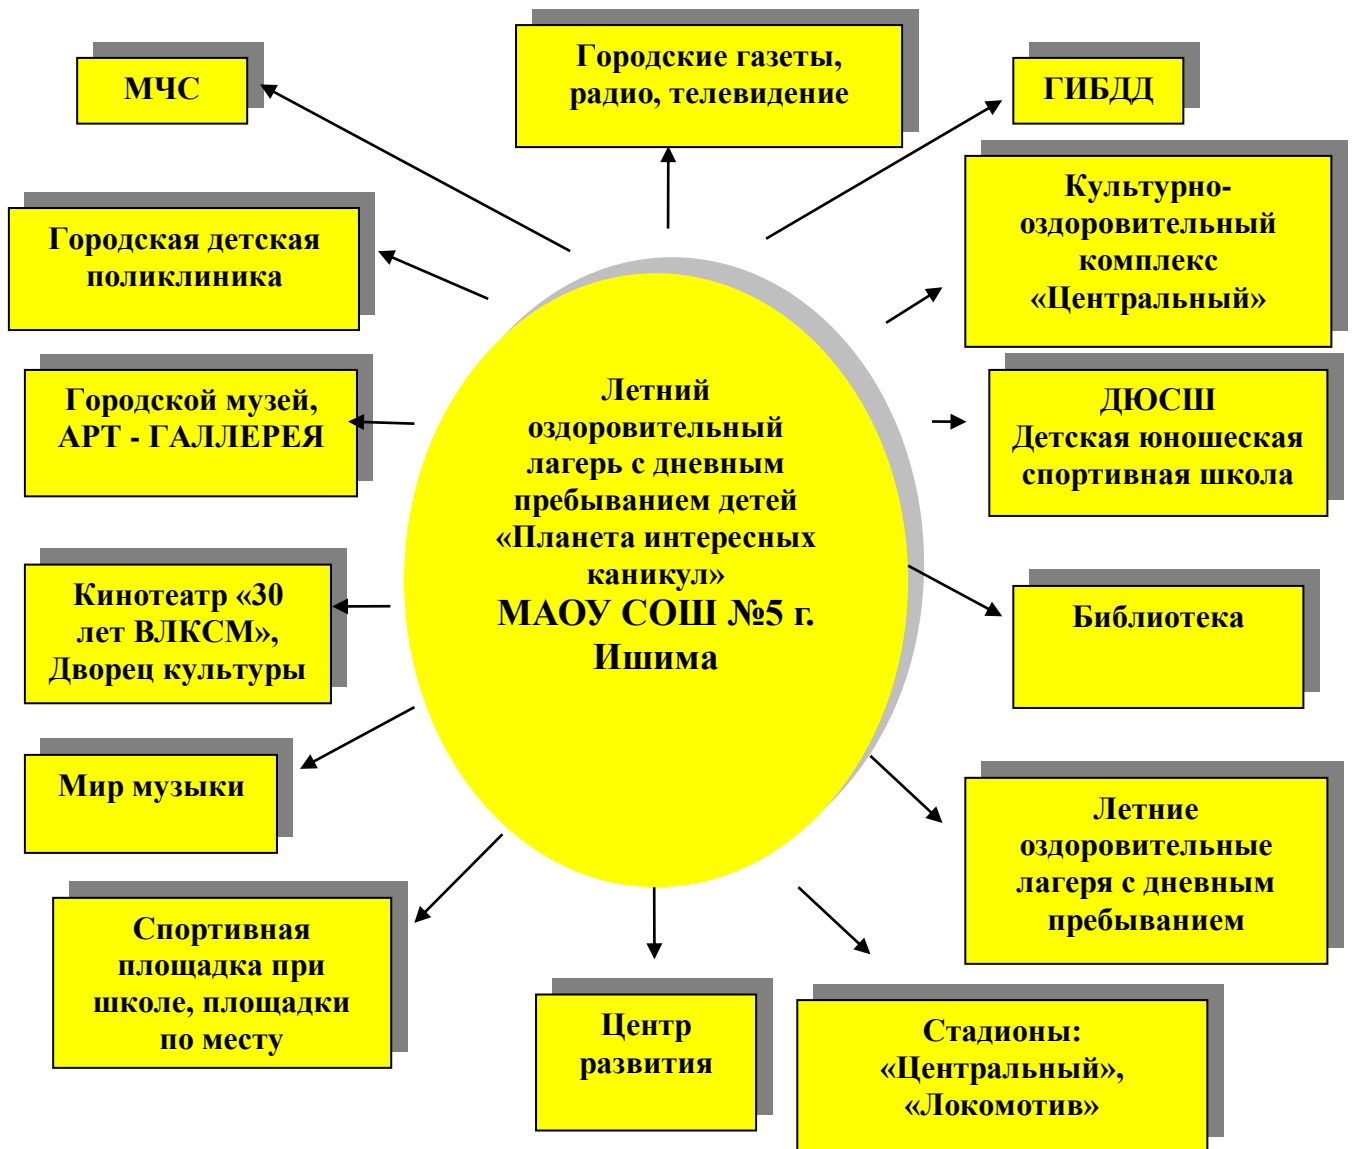 МЧС
Городские газеты,
радио, телевидение
ГИБДД
Культурно-
оздоровительный
комплекс
«Центральный»
Городская детская
поликлиника
Городской музей,
АРТ - ГАЛЛЕРЕЯ
Летний
оздоровительный
лагерь с дневным
пребыванием детей
«Планета интересных
каникул»
МАОУ СОШ №5 г.
Ишима
ДЮСШ
Детская юношеская
спортивная школа
Кинотеатр «30
лет ВЛКСМ»,
Дворец культуры
Библиотека
Мир музыки
Летние
оздоровительные
лагеря с дневным
пребыванием
Спортивная
площадка при
школе, площадки
по месту
Центр
развития
Стадионы:
«Центральный»,
«Локомотив»